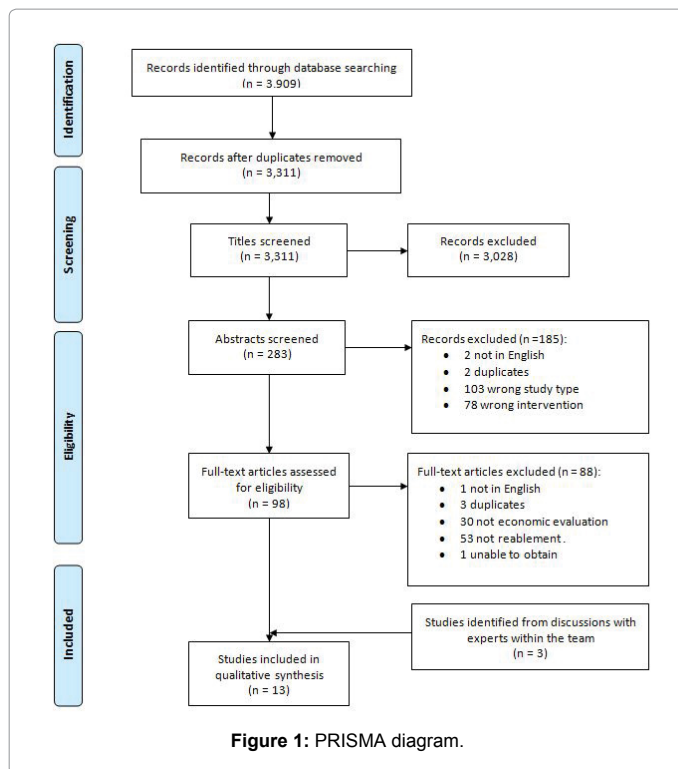 Identification
Records identified through database searching
(n = 3.909)
Records after duplicates removed
(n = 3,311)
Screening
Titles screened
(n = 3,311)
Records excluded
(n = 3,028)
Eligibility
Abstracts screened
(n = 283)
Records excluded (n =185):
• 2 not in English
• 2 duplicates
• 103 wrong study type
• 78 wrong intervention
Full-text articles assessed
for eligibility
(n = 98)
Full-text articles excluded (n = 88):
• 1 not in English
• 3 duplicates
• 30 not economic evaluation
• 53 not reablement.
• 1 unable to obtain
Included
Studies identified from discussions with
experts within the team
(n = 3)
Studies included in
qualitative synthesis
(n = 13)
Figure 1: PRISMA diagram.